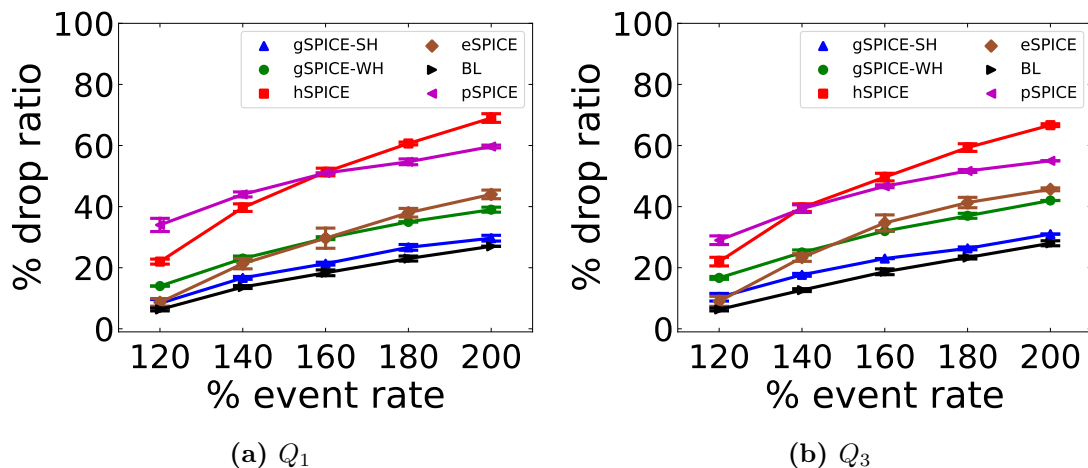 100
80
60
40
20
0
% drop ratio
gSPICE-SH
gSPICE-WH
hSPICE
eSPICE
BL
pSPICE
120 140 160 180 200
% event rate
(a) Q1
100
80
60
40
20
0
% drop ratio
gSPICE-SH
gSPICE-WH
hSPICE
eSPICE
BL
pSPICE
120 140 160 180 200
% event rate
(b) Q3